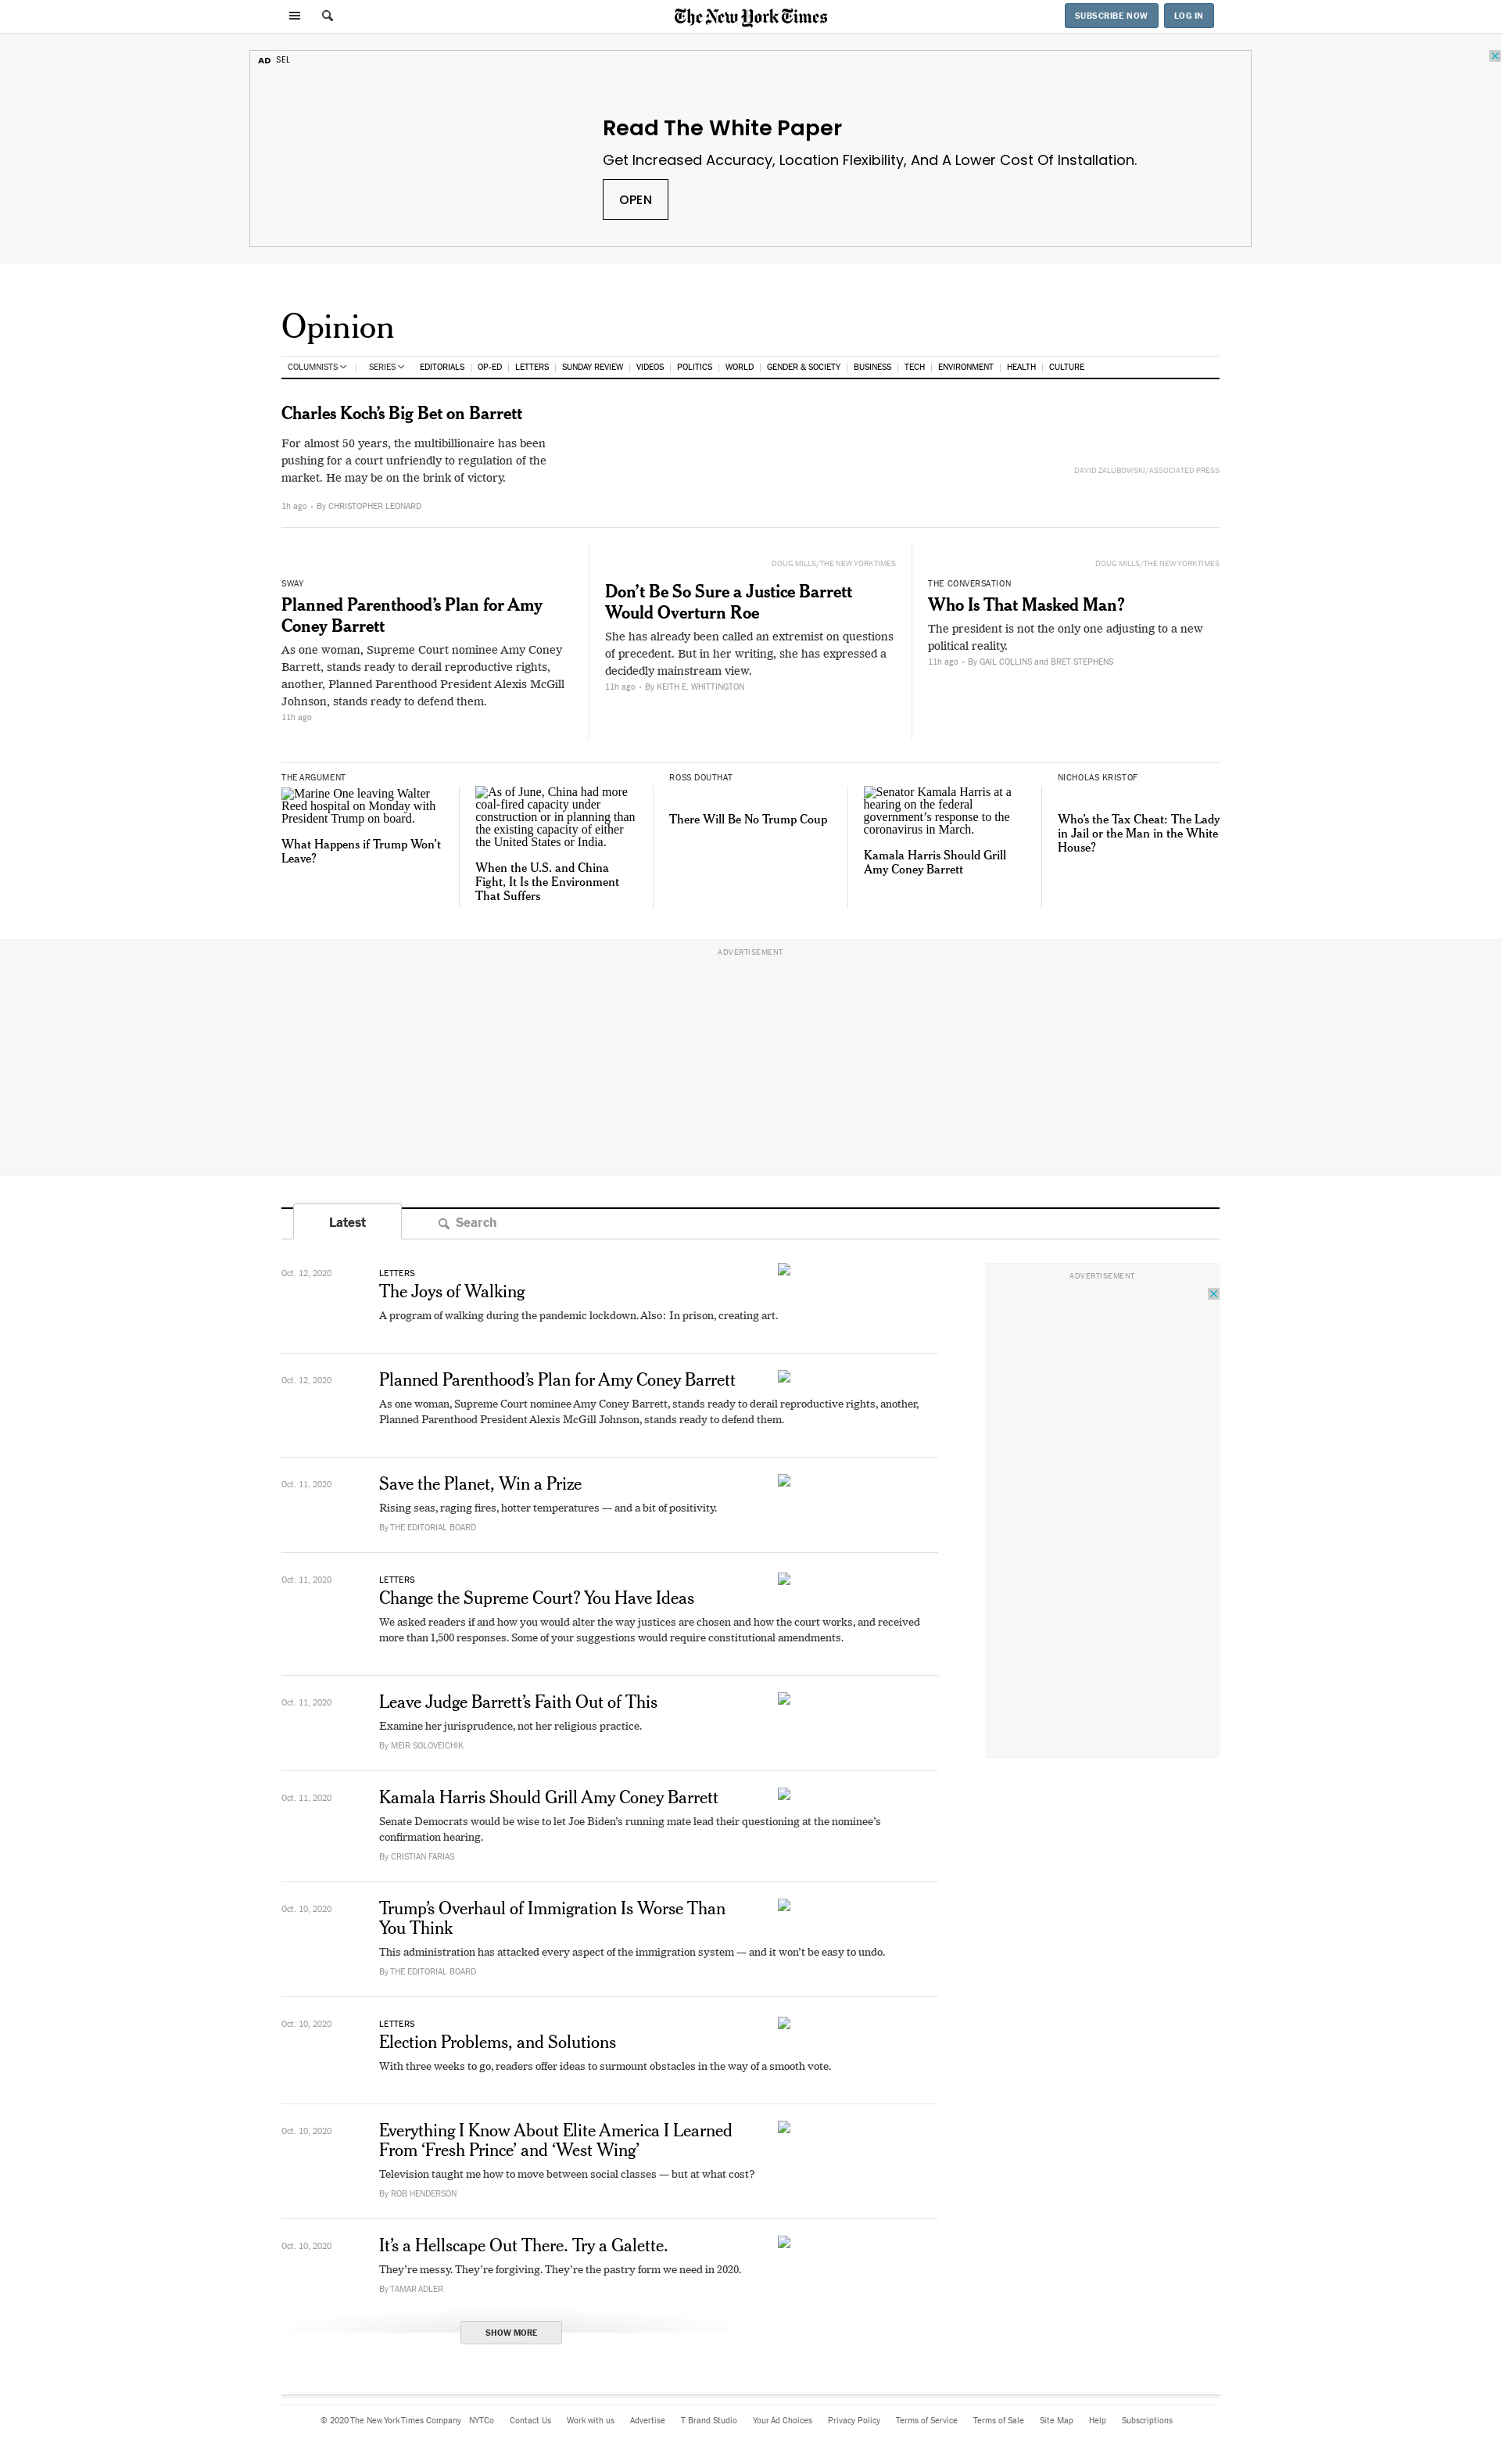 The New York Times
SUBSCRIBE NOW
LOG IN
AD SEL
Read The White Paper
Get Increased Accuracy, Location Flexibility, And A Lower Cost Of Installation.
OPEN
Opinion
COLUMNISTS | SERIES EDITORIALS | OP-ED | LETTERS | SUNDAY REVIEW | VIDEOS | POLITICS | WORLD | GENDER & SOCIETY | BUSINESS | TECH | ENVIRONMENT | HEALTH | CULTURE
Charles Koch's Big Bet on Barrett
For almost 50 years, the multibillionaire has been
pushing for a court unfriendly to regulation of the
market. He may be on the brink of victory.
1h ago • By CHRISTOPHER LEONARD
DAVID ZALUBOWSKI/ASSOCIATED PRESS
SWAY
Planned Parenthood's Plan for Amy
Coney Barrett
As one woman, Supreme Court nominee Amy Coney
Barrett, stands ready to derail reproductive rights,
another, Planned Parenthood President Alexis McGill
Johnson, stands ready to defend them.
11h ago
DOUG MILLS/THE NEW YORK TIMES
Don't Be So Sure a Justice Barrett
Would Overturn Roe
She has already been called an extremist on questions
of precedent. But in her writing, she has expressed a
decidedly mainstream view.
11h ago • By KEITH E. WHITTINGTON
DOUG MILLS/THE NEW YORK TIMES
THE CONVERSATION
Who Is That Masked Man?
The president is not the only one adjusting to a new
political reality.
11h ago • By GAIL COLLINS and BRET STEPHENS
THE ARGUMENT
Marine One leaving Walter
Reed hospital on Monday with
President Trump on board.
What Happens if Trump Won't
Leave?
As of June, China had more
coal-fired capacity under
construction or in planning than
the existing capacity of either
the United States or India.
When the U.S. and China
Fight, It Is the Environment
That Suffers
ROSS DOUTHAT
There Will Be No Trump Coup
Senator Kamala Harris at a
hearing on the federal
government's response to the
coronavirus in March.
Kamala Harris Should Grill
Amy Coney Barrett
NICHOLAS KRISTOF
Who's the Tax Cheat: The Lady
in Jail or the Man in the White
House?
ADVERTISEMENT
Latest
Search
ADVERTISEMENT
Oct. 12, 2020
LETTERS
The Joys of Walking
A program of walking during the pandemic lockdown. Also: In prison, creating art.
Oct. 12, 2020
Planned Parenthood's Plan for Amy Coney Barrett
As one woman, Supreme Court nominee Amy Coney Barrett, stands ready to derail reproductive rights, another,
Planned Parenthood President Alexis McGill Johnson, stands ready to defend them.
Oct. 11, 2020
Save the Planet, Win a Prize
Rising seas, raging fires, hotter temperatures — and a bit of positivity.
By THE EDITORIAL BOARD
Oct. 11, 2020
LETTERS
Change the Supreme Court? You Have Ideas
We asked readers if and how you would alter the way justices are chosen and how the court works, and received
more than 1,500 responses. Some of your suggestions would require constitutional amendments.
Oct. 11, 2020
Leave Judge Barrett's Faith Out of This
Examine her jurisprudence, not her religious practice.
By MEIR SOLOVEICHIK
Oct. 11, 2020
Kamala Harris Should Grill Amy Coney Barrett
Senate Democrats would be wise to let Joe Biden's running mate lead their questioning at the nominee's
confirmation hearing.
By CRISTIAN FARIAS
Oct. 10, 2020
Trump's Overhaul of Immigration Is Worse Than
You Think
This administration has attacked every aspect of the immigration system — and it won't be easy to undo.
By THE EDITORIAL BOARD
Oct. 10, 2020
LETTERS
Election Problems, and Solutions
With three weeks to go, readers offer ideas to surmount obstacles in the way of a smooth vote.
Oct. 10, 2020
Everything I Know About Elite America I Learned
From 'Fresh Prince' and 'West Wing'
Television taught me how to move between social classes — but at what cost?
By ROB HENDERSON
Oct. 10, 2020
It's a Hellscape Out There. Try a Galette.
They're messy. They're forgiving. They're the pastry form we need in 2020.
By TAMAR ADLER
SHOW MORE
© 2020 The New York Times Company NYTCo Contact Us Work with us Advertise T Brand Studio Your Ad Choices Privacy Policy Terms of Service Terms of Sale Site Map Help Subscriptions